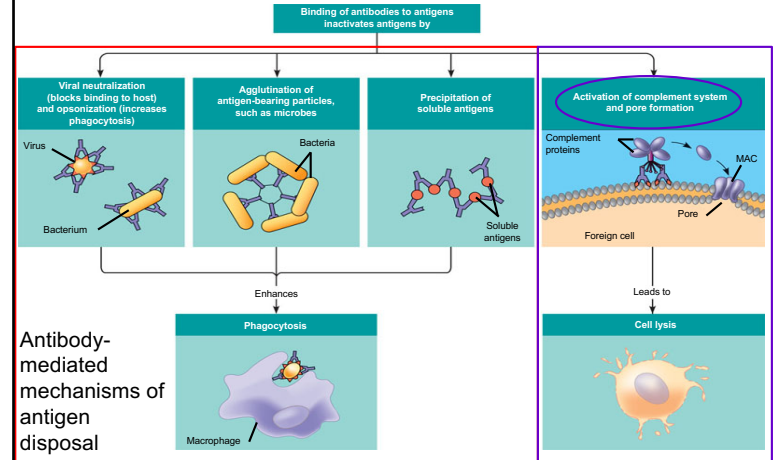 Binding of antibodies to antigens
inactivates antigens by
Viral neutralization
(blocks binding to host)
and opsonization (increases
phagocytosis)
Agglutination of
antigen-bearing particles,
such as microbes
Precipitation of
soluble antigens
Activation of complement system
and pore formation
Virus
Bacterium
Bacteria
Soluble
antigens
Complement
proteins
MAC
Pore
Foreign cell
Enhances
Leads to
Phagocytosis
Macrophage
Cell lysis
Antibody-
mediated
mechanisms of
antigen
disposal